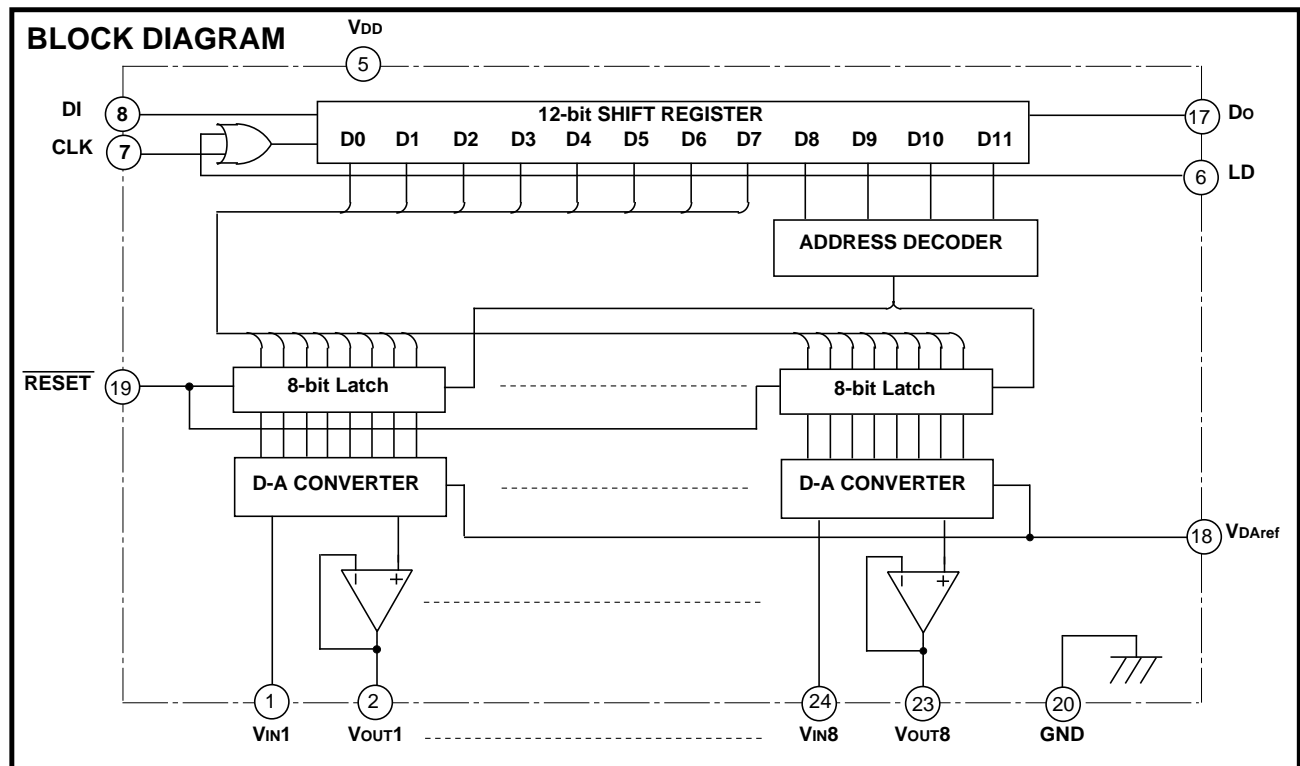 BLOCK DIAGRAM
VDD
5
DI
8
12-bit SHIFT REGISTER
17
Do
CLK
7
D0 D1 D2 D3 D4 D5 D6 D7 D8 D9 D10 D11
6
LD
ADDRESS DECODER
RESET
19
8-bit Latch
8-bit Latch
D-A CONVERTER
D-A CONVERTER
18
VDAref
− +
− +
1
2
24
23
20
VIN1
VOUT1
VIN8
VOUT8
GND